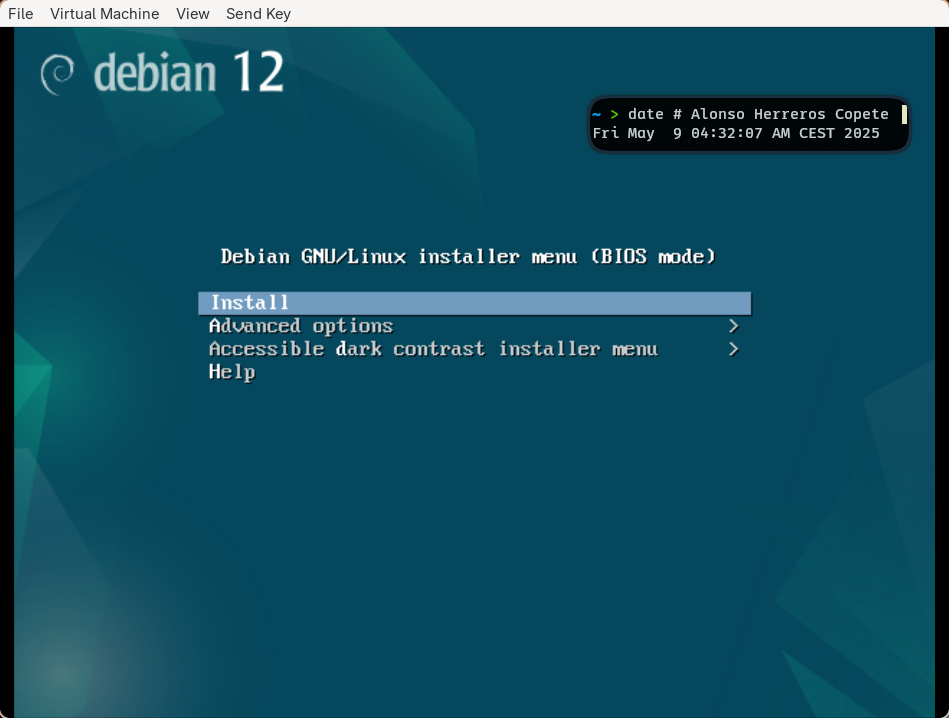 File Virtual Machine View Send Key
debian 12
~ > date # Alonso Herreros Copete
Fri May  9 04:32:07 AM CEST 2025
Debian GNU/Linux installer menu (BIOS mode)
Install
Advanced options >
Accessible dark contrast installer menu >
Help